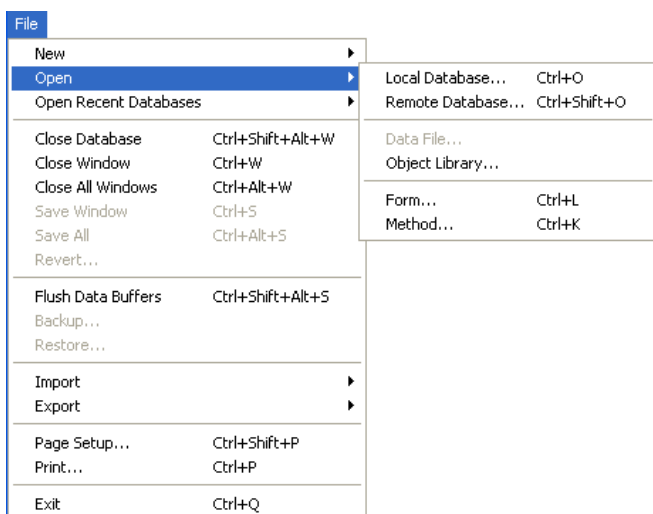 File
New
Open
Open Recent Databases
Close Database Ctrl+Shift+Alt+W
Close Window Ctrl+W
Close All Windows Ctrl+Alt+W
Save Window Ctrl+S
Save All Ctrl+Alt+S
Revert...
Flush Data Buffers Ctrl+Shift+Alt+S
Backup...
Restore...
Import
Export
Page Setup... Ctrl+Shift+P
Print... Ctrl+P
Exit Ctrl+Q
Local Database... Ctrl+O
Remote Database... Ctrl+Shift+O
Data File...
Object Library...
Form... Ctrl+L
Method... Ctrl+K